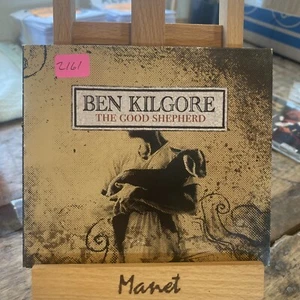 2161
BEN KILGORE
THE GOOD SHEPHERD
Manet